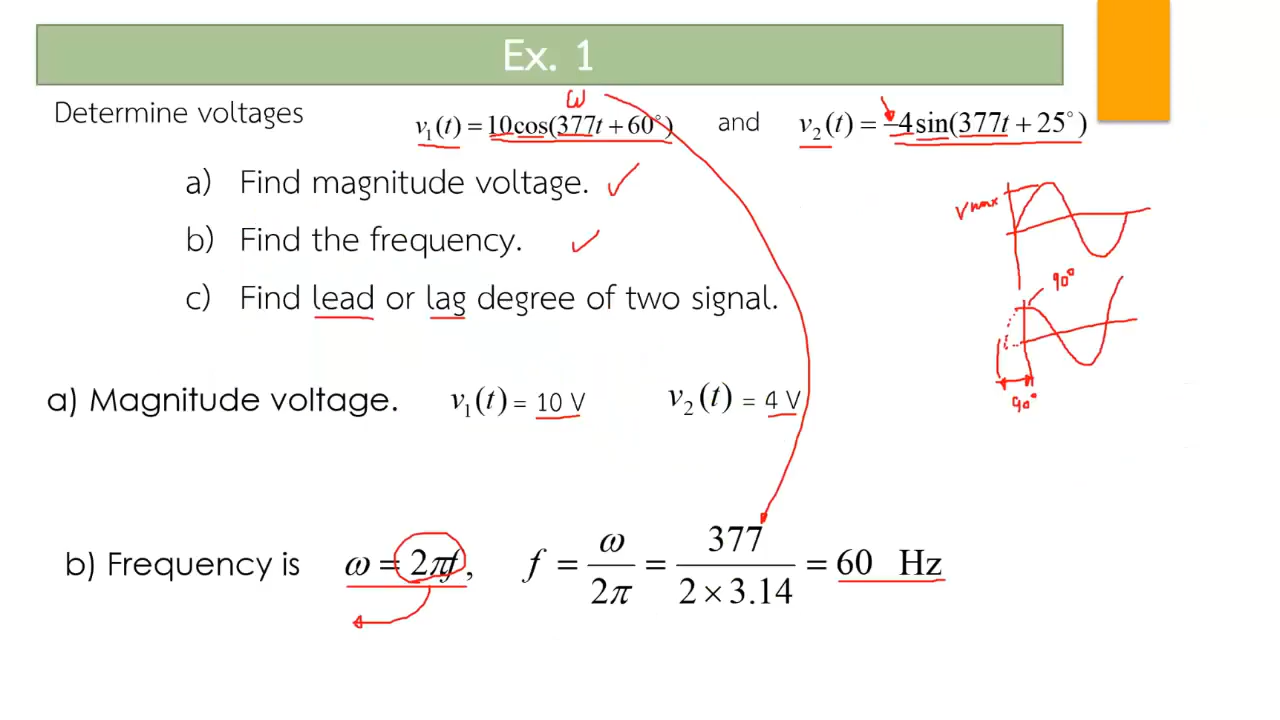 Ex. 1
ω
Determine voltages v₁(t) = 10cos(377t + 60°) and v₂(t) = −4sin(377t + 25°)
a) Find magnitude voltage. ✓
b) Find the frequency. ✓
c) Find lead or lag degree of two signal.
Vmax
90°
90°
a) Magnitude voltage. v₁(t) = 10 V v₂(t) = 4 V
b) Frequency is ω = 2πf, f = ω/2π = 377/(2 × 3.14) = 60 Hz